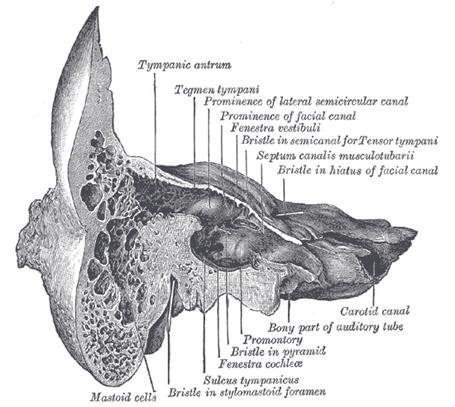 Tympanic antrum
Tegmen tympani
Prominence of lateral semicircular canal
Prominence of facial canal
Fenestra vestibuli
Bristle in semicanal for Tensor tympani
Septum canalis musculotubarii
Bristle in hiatus of facial canal
Carotid canal
Bony part of auditory tube
Promontory
Bristle in pyramid
Fenestra cochleæ
Sulcus tympanicus
Bristle in stylomastoid foramen
Mastoid cells